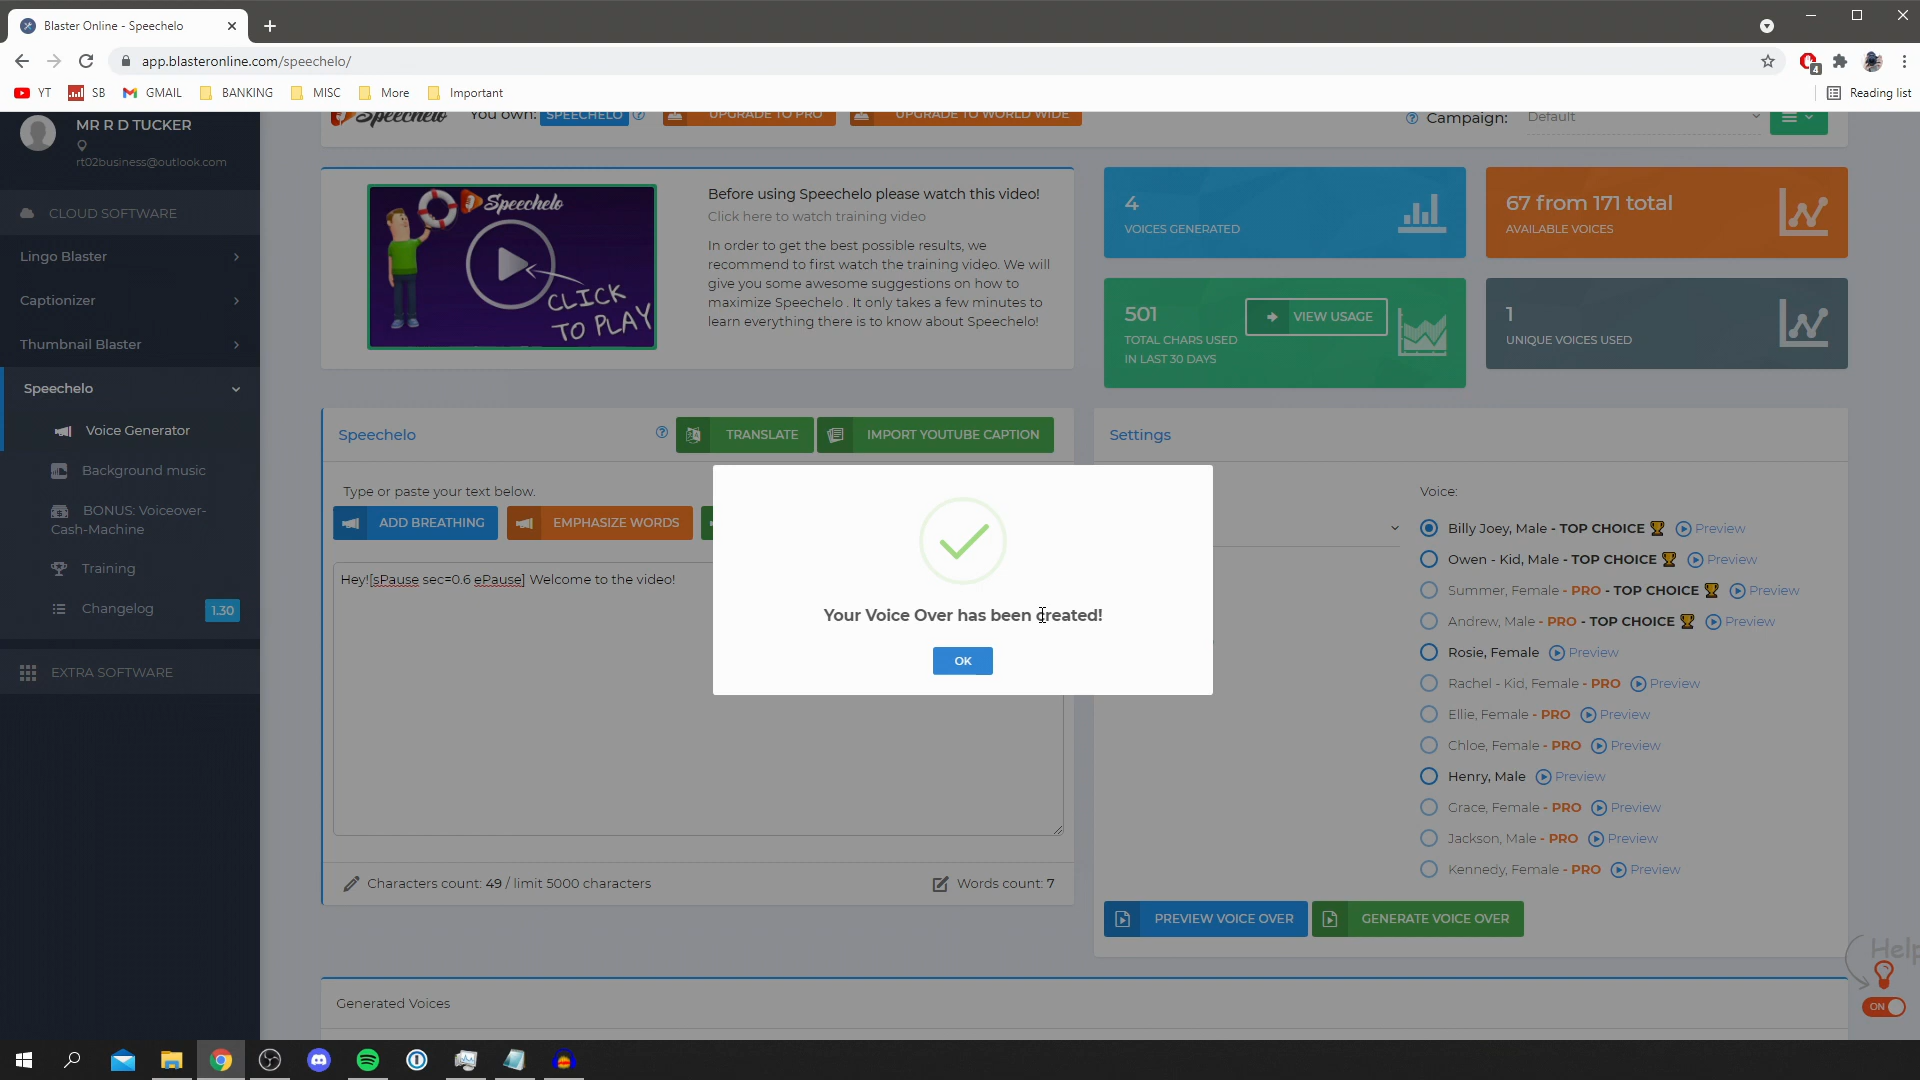 Blaster Online - Speechelo
app.blasteronline.com/speechelo/
4
YT
SB
GMAIL
BANKING
MISC
More
Important
Reading list
MR R D TUCKER
rt02business@outlook.com
CLOUD SOFTWARE
Lingo Blaster
Captionizer
Thumbnail Blaster
Speechelo
Voice Generator
Background music
BONUS: Voiceover-
Cash-Machine
Training
Changelog 1.30
EXTRA SOFTWARE
Speechelo You own: SPEECHELO UPGRADE TO PRO UPGRADE TO WORLD WIDE
Campaign: Default
Speechelo
CLICK
TO PLAY
Before using Speechelo please watch this video!
Click here to watch training video
In order to get the best possible results, we
recommend to first watch the training video. We will
give you some awesome suggestions on how to
maximize Speechelo . It only takes a few minutes to
learn everything there is to know about Speechelo!
4
VOICES GENERATED
67 from 171 total
AVAILABLE VOICES
501
TOTAL CHARS USED
IN LAST 30 DAYS
VIEW USAGE
1
UNIQUE VOICES USED
Speechelo
TRANSLATE
IMPORT YOUTUBE CAPTION
Type or paste your text below.
ADD BREATHING
EMPHASIZE WORDS
Hey![sPause sec=0.6 ePause] Welcome to the video!
Characters count: 49 / limit 5000 characters
Words count: 7
Your Voice Over has been created!
OK
Settings
Voice:
Billy Joey, Male - TOP CHOICE Preview
Owen - Kid, Male - TOP CHOICE Preview
Summer, Female - PRO - TOP CHOICE Preview
Andrew, Male - PRO - TOP CHOICE Preview
Rosie, Female Preview
Rachel - Kid, Female - PRO Preview
Ellie, Female - PRO Preview
Chloe, Female - PRO Preview
Henry, Male Preview
Grace, Female - PRO Preview
Jackson, Male - PRO Preview
Kennedy, Female - PRO Preview
PREVIEW VOICE OVER
GENERATE VOICE OVER
Help
ON
Generated Voices